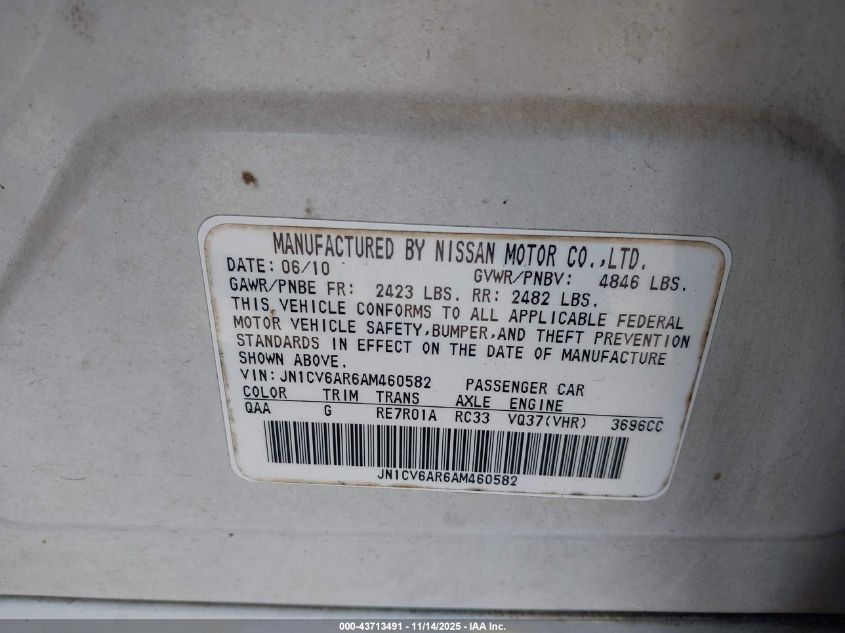 MANUFACTURED BY NISSAN MOTOR CO.,LTD.
DATE: 06/10 GVWR/PNBV: 4846 LBS.
GAWR/PNBE FR: 2423 LBS. RR: 2482 LBS.
THIS VEHICLE CONFORMS TO ALL APPLICABLE FEDERAL
MOTOR VEHICLE SAFETY,BUMPER,AND THEFT PREVENTION
STANDARDS IN EFFECT ON THE DATE OF MANUFACTURE
SHOWN ABOVE.
VIN:JN1CV6AR6AM460582 PASSENGER CAR
COLOR TRIM TRANS AXLE ENGINE
QAA G RE7R01A RC33 VQ37(VHR) 3696CC
JN1CV6AR6AM460582
000-43713491 - 11/14/2025 - IAA Inc.